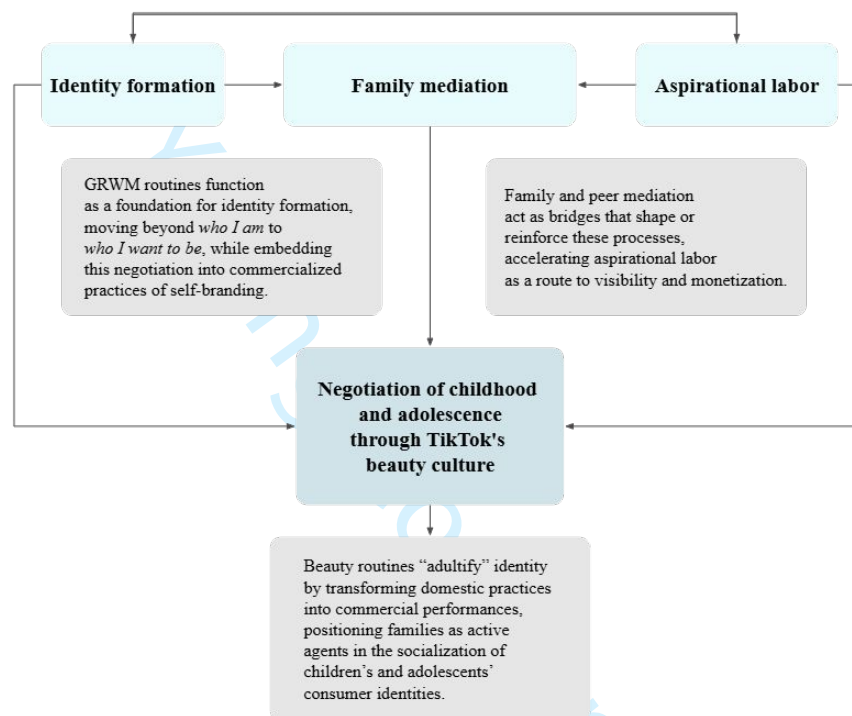 Identity formation
Family mediation
Aspirational labor
GRWM routines function
as a foundation for identity formation,
moving beyond who I am to
who I want to be, while embedding
this negotiation into commercialized
practices of self-branding.
Family and peer mediation
act as bridges that shape or
reinforce these processes,
accelerating aspirational labor
as a route to visibility and monetization.
Negotiation of childhood
and adolescence
through TikTok's
beauty culture
Beauty routines “adultify” identity
by transforming domestic practices
into commercial performances,
positioning families as active
agents in the socialization of
children’s and adolescents’
consumer identities.